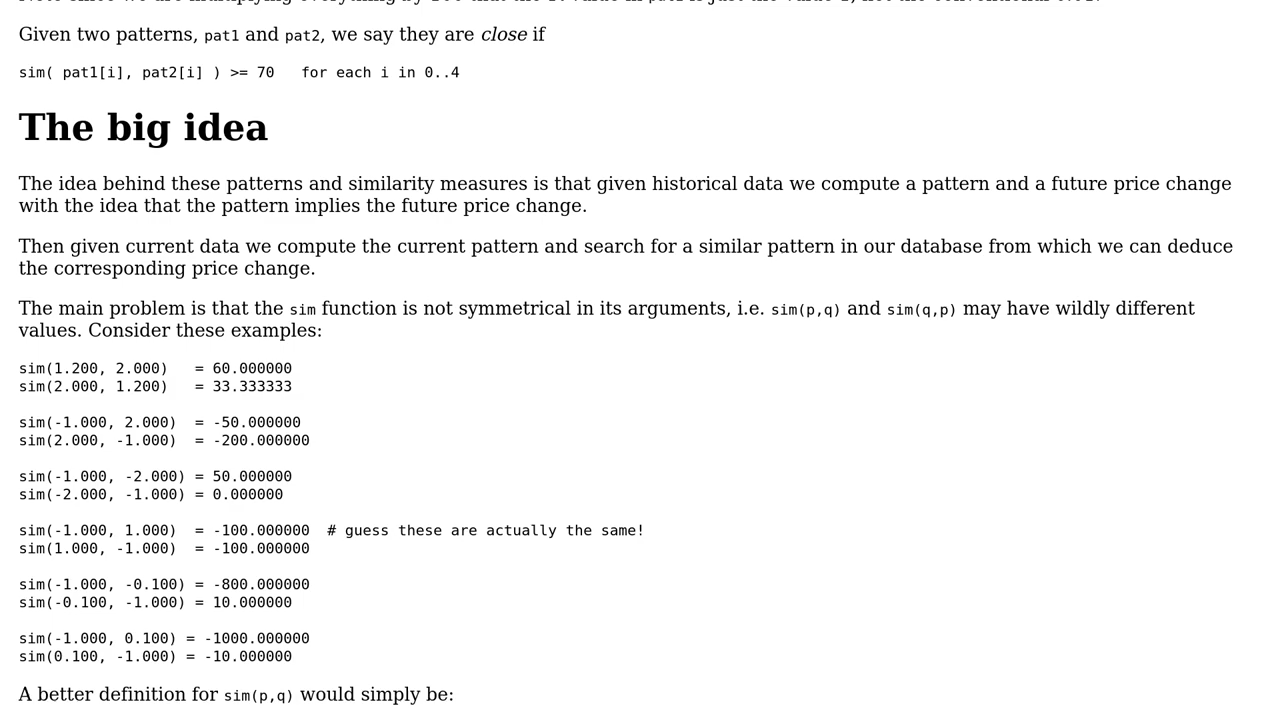 Given two patterns, pat1 and pat2, we say they are close if
sim( pat1[i], pat2[i] ) >= 70   for each i in 0..4
The big idea
The idea behind these patterns and similarity measures is that given historical data we compute a pattern and a future price change
with the idea that the pattern implies the future price change.
Then given current data we compute the current pattern and search for a similar pattern in our database from which we can deduce
the corresponding price change.
The main problem is that the sim function is not symmetrical in its arguments, i.e. sim(p,q) and sim(q,p) may have wildly different
values. Consider these examples:
sim(1.200, 2.000)   = 60.000000
sim(2.000, 1.200)   = 33.333333
sim(-1.000, 2.000)  = -50.000000
sim(2.000, -1.000)  = -200.000000
sim(-1.000, -2.000) = 50.000000
sim(-2.000, -1.000) = 0.000000
sim(-1.000, 1.000)  = -100.000000  # guess these are actually the same!
sim(1.000, -1.000)  = -100.000000
sim(-1.000, -0.100) = -800.000000
sim(-0.100, -1.000) = 10.000000
sim(-1.000, 0.100) = -1000.000000
sim(0.100, -1.000) = -10.000000
A better definition for sim(p,q) would simply be: